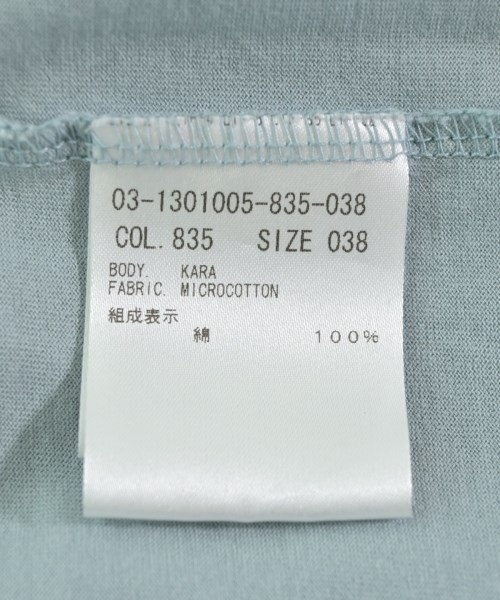 03-1301005-835-038
COL. 835 SIZE 038
BODY. KARA
FABRIC. MICROCOTTON
組成表示
綿 100%